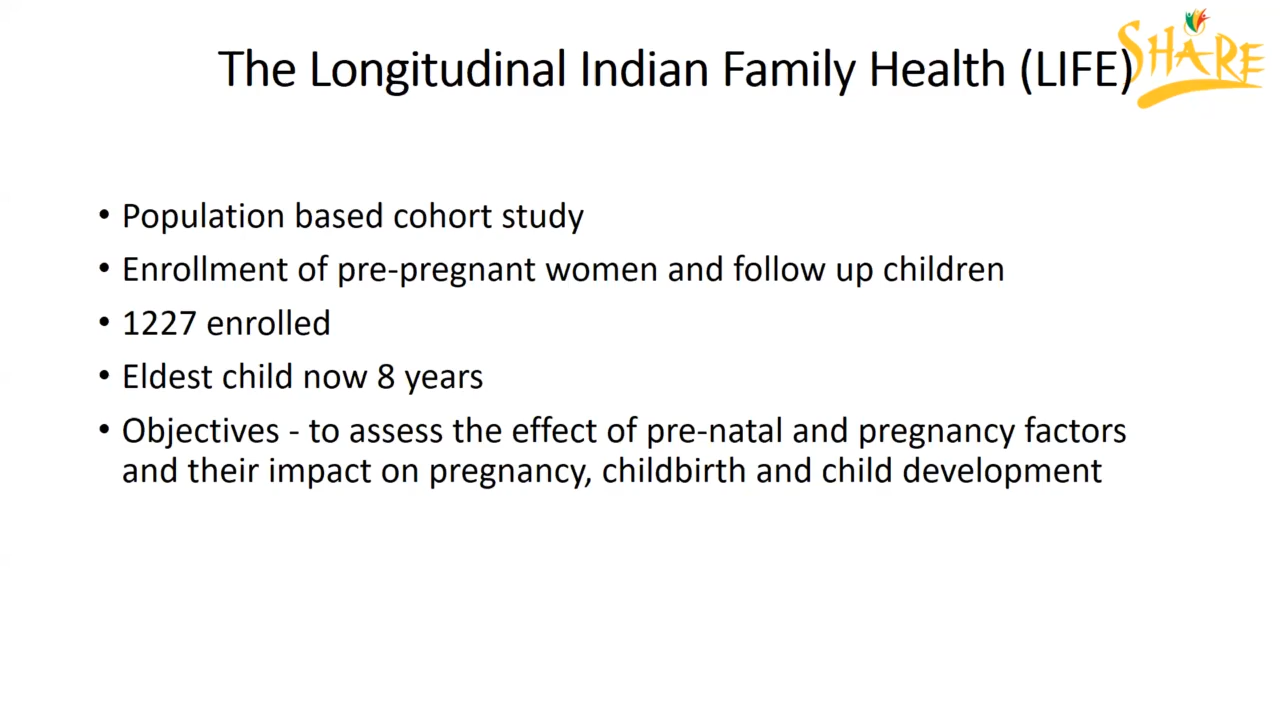 The Longitudinal Indian Family Health (LIFE)
SHARE
• Population based cohort study
• Enrollment of pre-pregnant women and follow up children
• 1227 enrolled
• Eldest child now 8 years
• Objectives - to assess the effect of pre-natal and pregnancy factors
and their impact on pregnancy, childbirth and child development